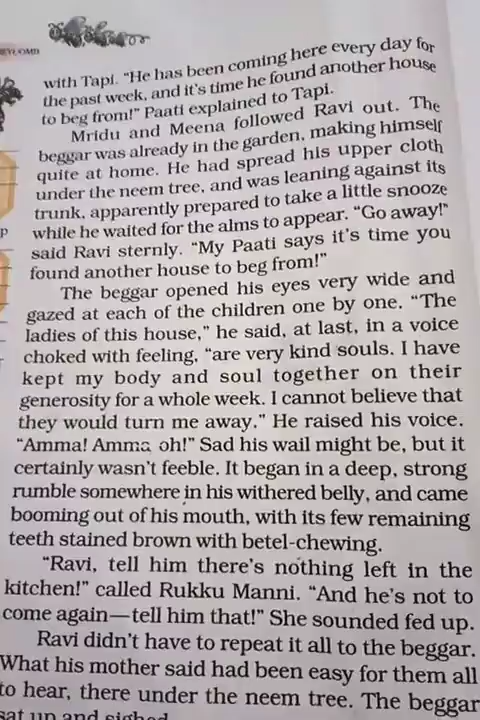 with Tapi. "He has been coming here every day for
the past week, and it's time he found another house
to beg from!" Paati explained to Tapi.
Mridu and Meena followed Ravi out. The
beggar was already in the garden, making himself
quite at home. He had spread his upper cloth
under the neem tree, and was leaning against its
trunk, apparently prepared to take a little snooze
while he waited for the alms to appear. "Go away!"
said Ravi sternly. "My Paati says it's time you
found another house to beg from!"
The beggar opened his eyes very wide and
gazed at each of the children one by one. "The
ladies of this house," he said, at last, in a voice
choked with feeling, "are very kind souls. I have
kept my body and soul together on their
generosity for a whole week. I cannot believe that
they would turn me away." He raised his voice.
"Amma! Amma oh!" Sad his wail might be, but it
certainly wasn't feeble. It began in a deep, strong
rumble somewhere in his withered belly, and came
booming out of his mouth, with its few remaining
teeth stained brown with betel-chewing.
"Ravi, tell him there's nothing left in the
kitchen!" called Rukku Manni. "And he's not to
come again—tell him that!" She sounded fed up.
Ravi didn't have to repeat it all to the beggar.
What his mother said had been easy for them all
to hear, there under the neem tree. The beggar
sat up and sighed